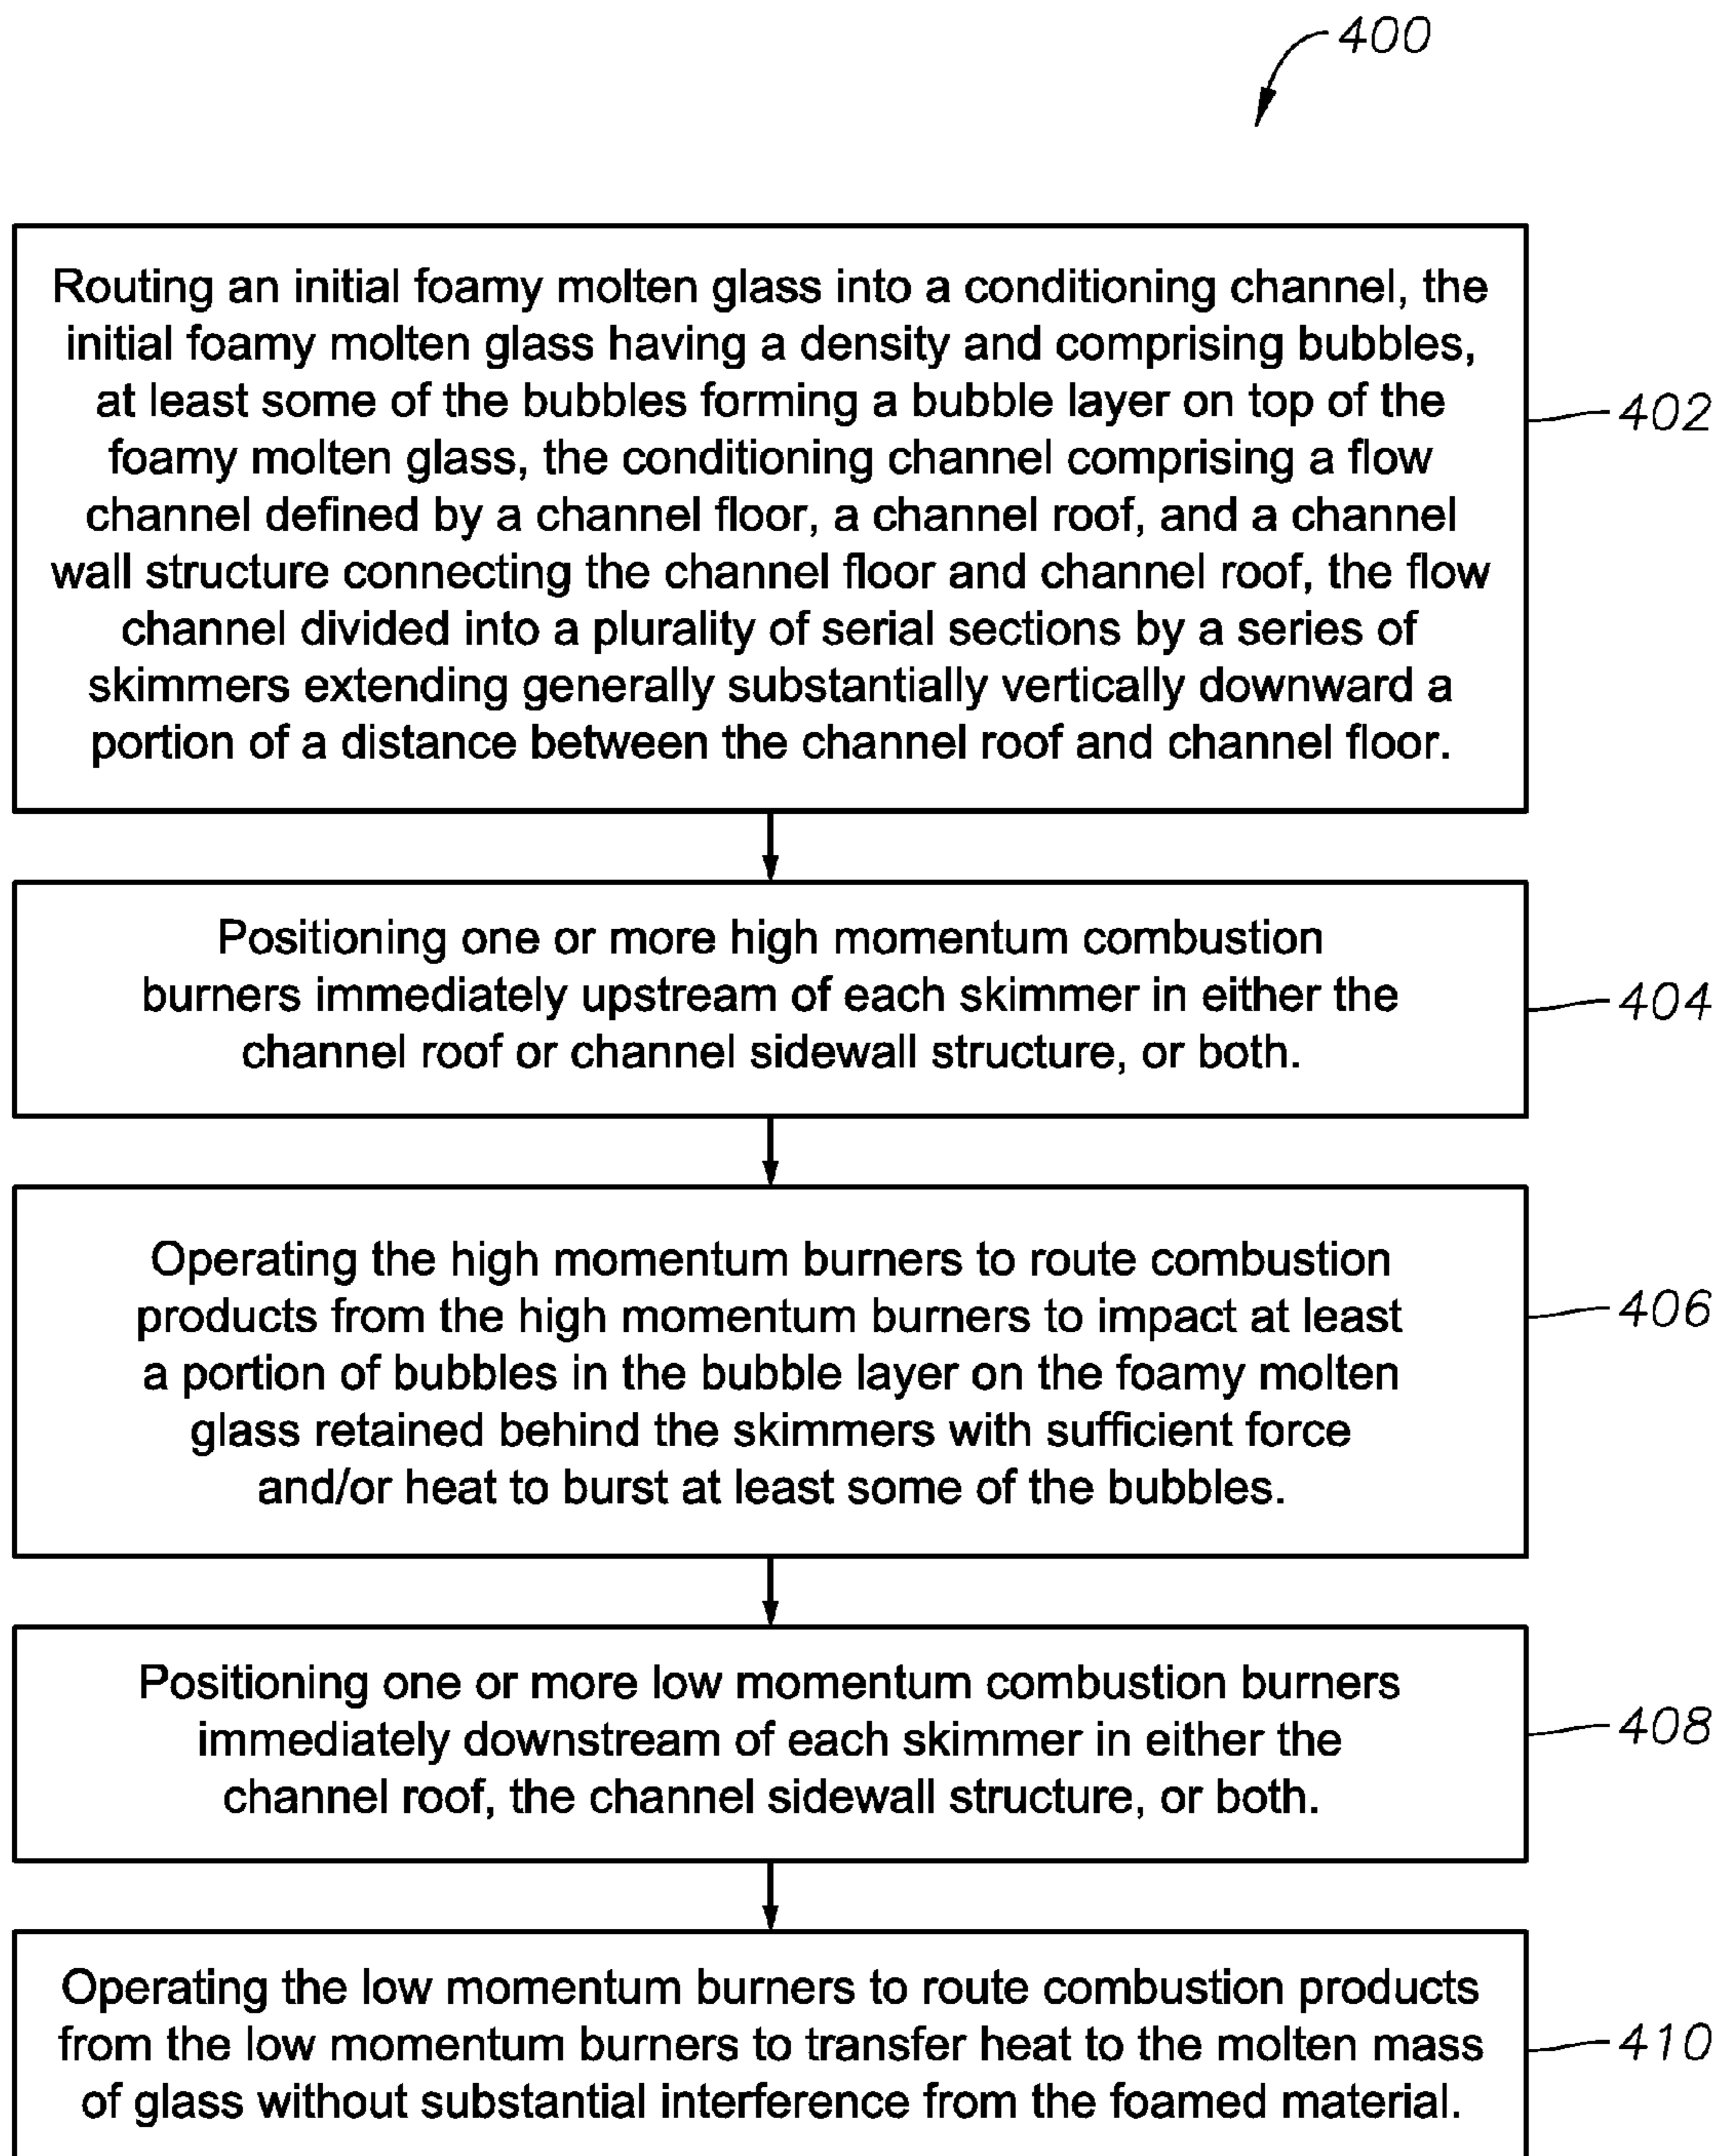 400
Routing an initial foamy molten glass into a conditioning channel, the
initial foamy molten glass having a density and comprising bubbles,
at least some of the bubbles forming a bubble layer on top of the
foamy molten glass, the conditioning channel comprising a flow
channel defined by a channel floor, a channel roof, and a channel
wall structure connecting the channel floor and channel roof, the flow
channel divided into a plurality of serial sections by a series of
skimmers extending generally substantially vertically downward a
portion of a distance between the channel roof and channel floor.
402
Positioning one or more high momentum combustion
burners immediately upstream of each skimmer in either the
channel roof or channel sidewall structure, or both.
404
Operating the high momentum burners to route combustion
products from the high momentum burners to impact at least
a portion of bubbles in the bubble layer on the foamy molten
glass retained behind the skimmers with sufficient force
and/or heat to burst at least some of the bubbles.
406
Positioning one or more low momentum combustion burners
immediately downstream of each skimmer in either the
channel roof, the channel sidewall structure, or both.
408
Operating the low momentum burners to route combustion products
from the low momentum burners to transfer heat to the molten mass
of glass without substantial interference from the foamed material.
410